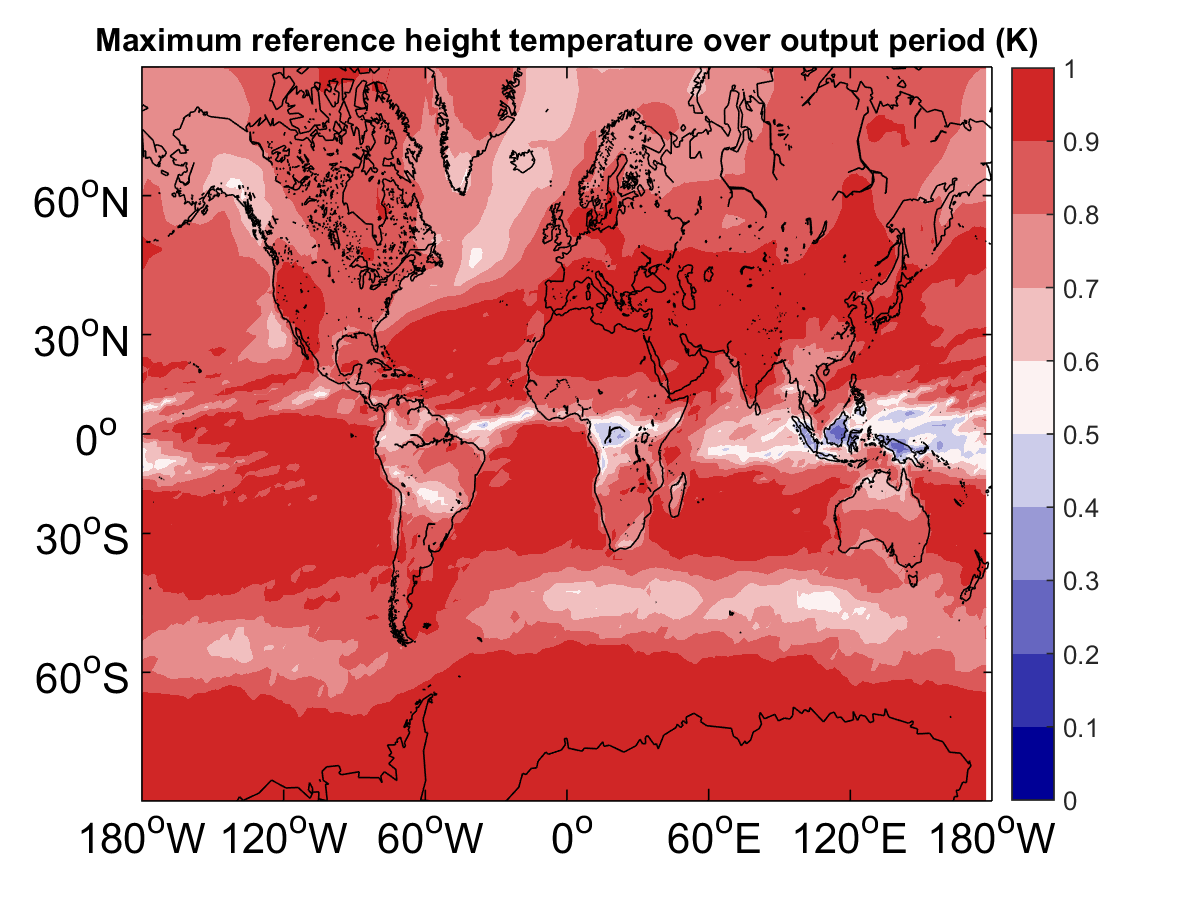 Maximum reference height temperature over output period (K)
1
0.9
0.8
0.7
0.6
0.5
0.4
0.3
0.2
0.1
0
60°N
30°N
0°
30°S
60°S
180°W 120°W 60°W 0° 60°E 120°E 180°W